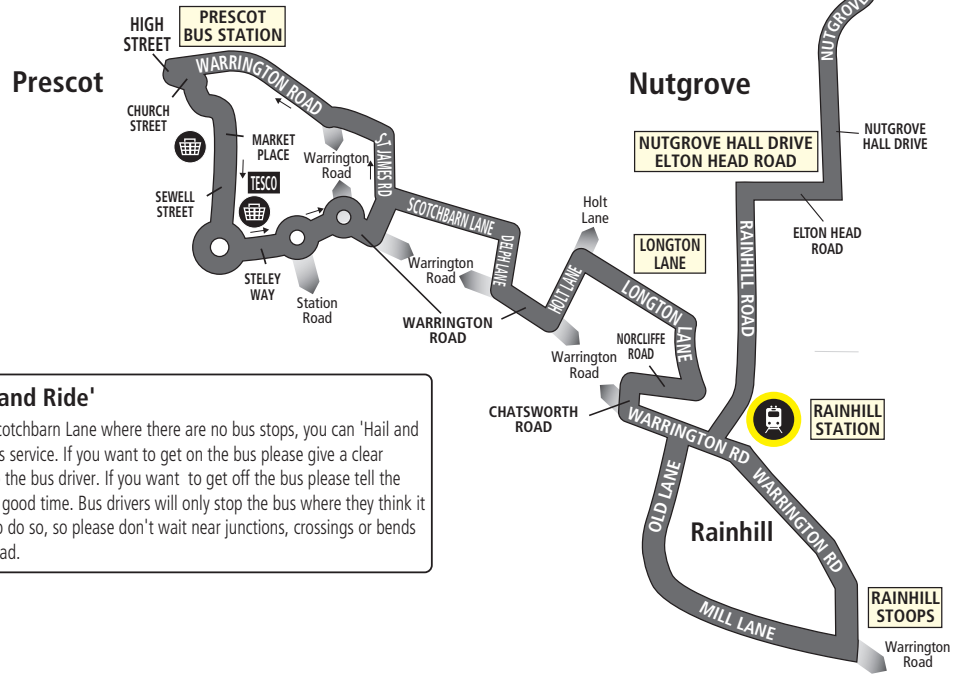 NUTGROVE
HIGH
STREET
PRESCOT
BUS STATION
Prescot
WARRINGTON ROAD
CHURCH
STREET
MARKET
PLACE
TESCO
SEWELL
STREET
STELEY
WAY
Station
Road
Warrington
Road
ST JAMES RD
SCOTCHBARN LANE
Warrington
Road
DELPH LANE
WARRINGTON
ROAD
HOLT LANE
Holt
Lane
Warrington
Road
LONGTON
LANE
LONGTON LANE
NORCLIFFE
ROAD
CHATSWORTH
ROAD
Nutgrove
NUTGROVE HALL DRIVE
ELTON HEAD ROAD
NUTGROVE
HALL DRIVE
ELTON HEAD
ROAD
RAINHILL ROAD
RAINHILL
STATION
WARRINGTON RD
WARRINGTON RD
OLD LANE
Rainhill
MILL LANE
RAINHILL
STOOPS
Warrington
Road
and Ride'
cotchbarn Lane where there are no bus stops, you can 'Hail and
s service. If you want to get on the bus please give a clear
the bus driver. If you want to get off the bus please tell the
good time. Bus drivers will only stop the bus where they think it
o do so, so please don't wait near junctions, crossings or bends
ad.